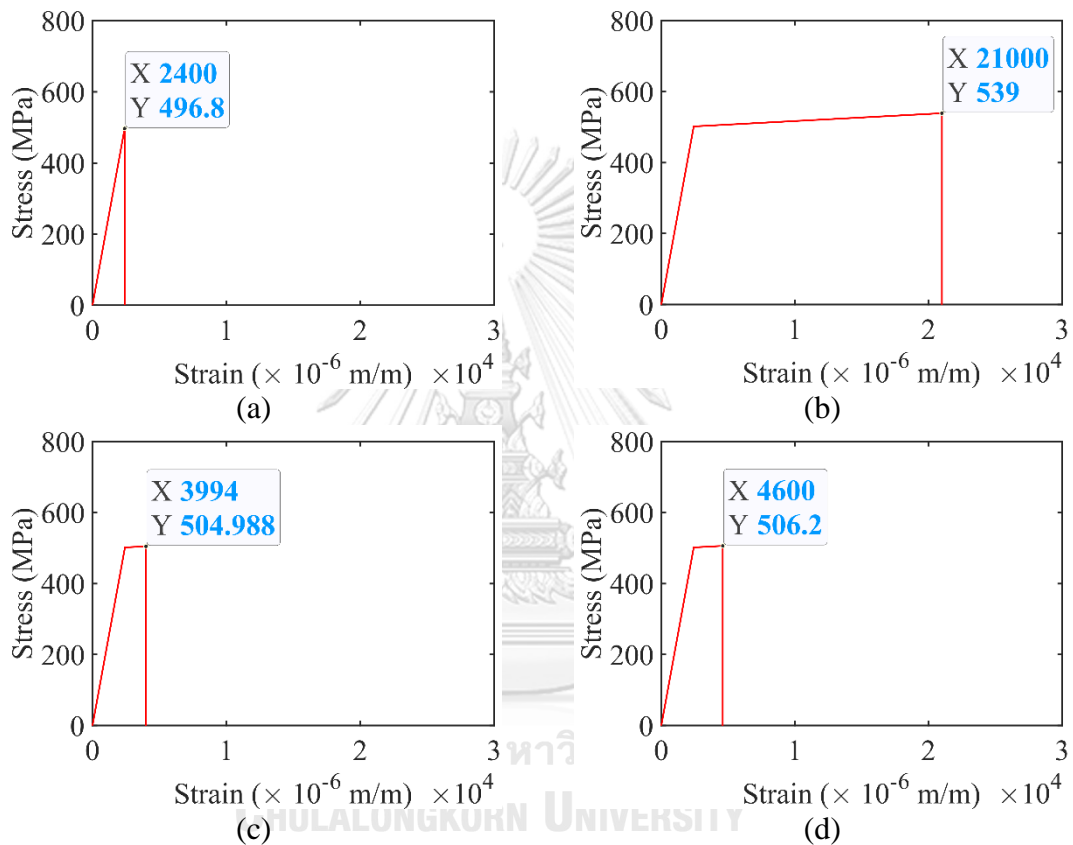 800
600
400
200
0
Stress (MPa)
X 2400
Y 496.8
0 1 2 3
Strain (× 10⁻⁶ m/m) ×10⁴
(a)
800
600
400
200
0
Stress (MPa)
X 21000
Y 539
0 1 2 3
Strain (× 10⁻⁶ m/m) ×10⁴
(b)
800
600
400
200
0
Stress (MPa)
X 3994
Y 504.988
0 1 2 3
Strain (× 10⁻⁶ m/m) ×10⁴
(c)
800
600
400
200
0
Stress (MPa)
X 4600
Y 506.2
0 1 2 3
Strain (× 10⁻⁶ m/m) ×10⁴
(d)
CHULALONGKORN UNIVERSITY